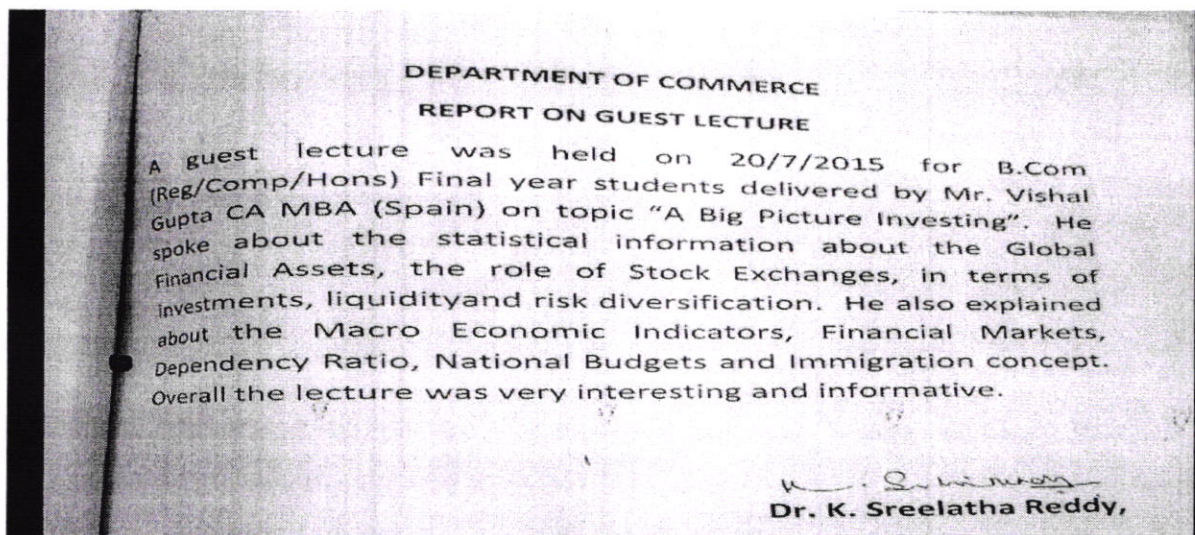 DEPARTMENT OF COMMERCE
REPORT ON GUEST LECTURE
A guest lecture was held on 20/7/2015 for B.Com
(Reg/Comp/Hons) Final year students delivered by Mr. Vishal
Gupta CA MBA (Spain) on topic “A Big Picture Investing”. He
spoke about the statistical information about the Global
Financial Assets, the role of Stock Exchanges, in terms of
investments, liquidityand risk diversification. He also explained
about the Macro Economic Indicators, Financial Markets,
Dependency Ratio, National Budgets and Immigration concept.
Overall the lecture was very interesting and informative.
Dr. K. Sreelatha Reddy,